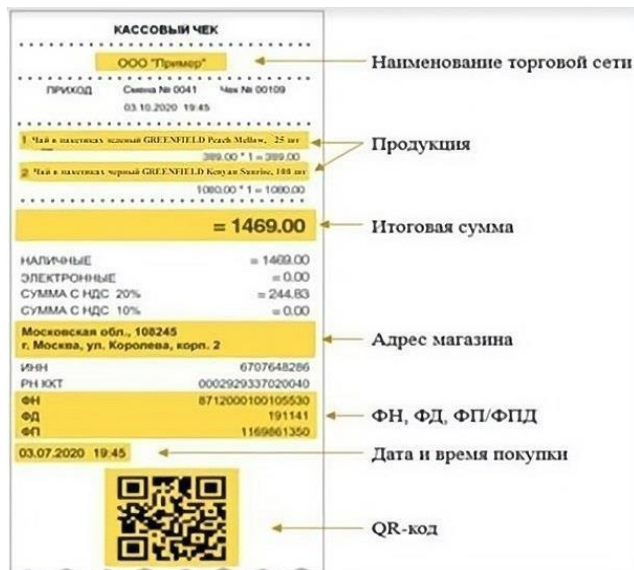 КАССОВЫЙ ЧЕК
ООО "Пример"
Наименование торговой сети
ПРИХОД Смена № 0041 Чек № 00109
03.10.2020 19:45
1 Чай в пакетиках зеленый GREENFIELD Peach Mellow, 25 шт
389.00 * 1 = 389.00
Продукция
2 Чай в пакетиках черный GREENFIELD Kenyan Sunrise, 100 шт
1080.00 * 1 = 1080.00
= 1469.00
Итоговая сумма
НАЛИЧНЫЕ = 1469.00
ЭЛЕКТРОННЫЕ = 0.00
СУММА С НДС 20% = 244.83
СУММА С НДС 10% = 0.00
Московская обл., 108245
г. Москва, ул. Королева, корп. 2
Адрес магазина
ИНН 6707648286
РН ККТ 0002929337020040
ФН 8712000100105530
ФД 191141
ФП 1169861350
ФН, ФД, ФП/ФПД
03.07.2020 19:45
Дата и время покупки
QR-код